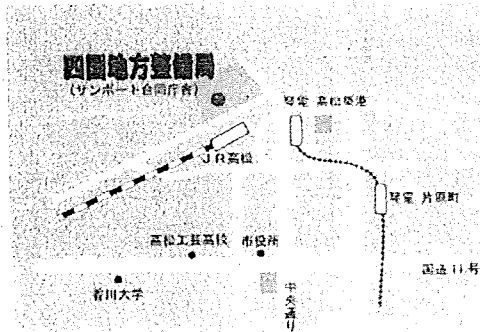 四国地方整備局
(サンポート合同庁舎)
琴電 高松築港
JR高松
琴電 片原町
高松工芸高校
市役所
国道11号
香川大学
中央通り